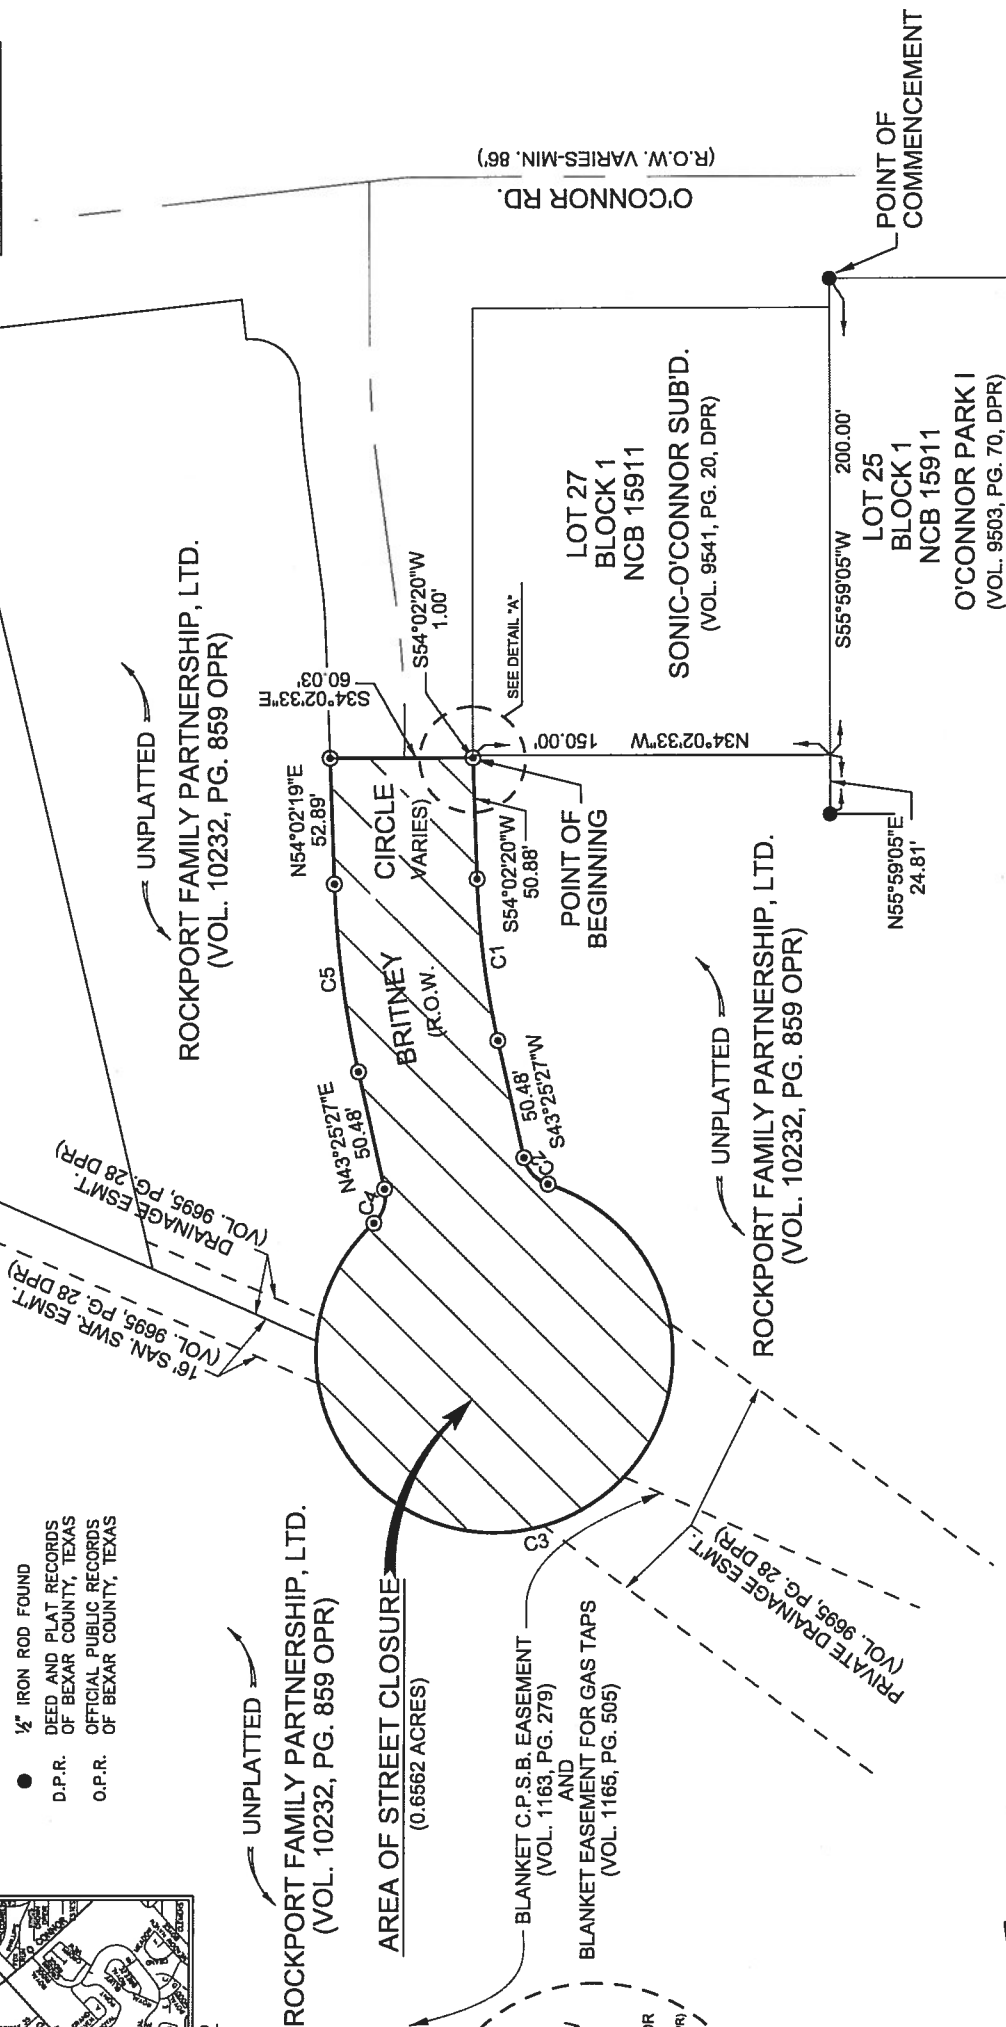 ½" IRON ROD FOUND
D.P.R. DEED AND PLAT RECORDS
OF BEXAR COUNTY, TEXAS
O.P.R. OFFICIAL PUBLIC RECORDS
OF BEXAR COUNTY, TEXAS
UNPLATTED
ROCKPORT FAMILY PARTNERSHIP, LTD.
(VOL. 10232, PG. 859 OPR)
AREA OF STREET CLOSURE
(0.6562 ACRES)
BLANKET C.P.S.B. EASEMENT
(VOL. 1163, PG. 279)
AND
BLANKET EASEMENT FOR GAS TAPS
(VOL. 1165, PG. 505)
16' SAN. SWR. ESM'T.
(VOL. 9695, PG. 28 DPR)
DRAINAGE ESM'T.
(VOL. 9695, PG. 28 DPR)
PRIVATE DRAINAGE ESM'T.
(VOL. 9695, PG. 28 DPR)
C3
C4
N43°25'27"E
50.48'
C5
N54°02'19"E
52.89'
BRITNEY CIRCLE
(R.O.W. VARIES)
C2
50.48'
S43°25'27"W
C1
S54°02'20"W
50.88'
POINT OF
BEGINNING
S34°02'33"E
60.03'
S54°02'20"W
1.00'
SEE DETAIL "A"
UNPLATTED
ROCKPORT FAMILY PARTNERSHIP, LTD.
(VOL. 10232, PG. 859 OPR)
UNPLATTED
ROCKPORT FAMILY PARTNERSHIP, LTD.
(VOL. 10232, PG. 859 OPR)
N34°02'33"W 150.00'
N55°59'05"E
24.81'
LOT 27
BLOCK 1
NCB 15911
SONIC-O'CONNOR SUB'D.
(VOL. 9541, PG. 20, DPR)
S55°59'05"W 200.00'
LOT 25
BLOCK 1
NCB 15911
O'CONNOR PARK I
(VOL. 9503, PG. 70, DPR)
O'CONNOR RD.
(R.O.W. VARIES-MIN. 86')
POINT OF
COMMENCEMENT